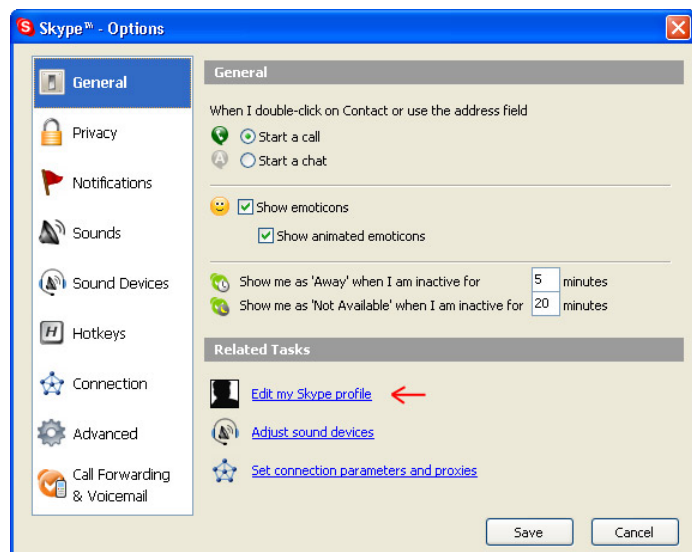 Skype™ - Options
General
Privacy
Notifications
Sounds
Sound Devices
H Hotkeys
Connection
Advanced
Call Forwarding
& Voicemail
General
When I double-click on Contact or use the address field
Start a call
Start a chat
Show emoticons
Show animated emoticons
Show me as 'Away' when I am inactive for 5 minutes
Show me as 'Not Available' when I am inactive for 20 minutes
Related Tasks
Edit my Skype profile
Adjust sound devices
Set connection parameters and proxies
Save Cancel